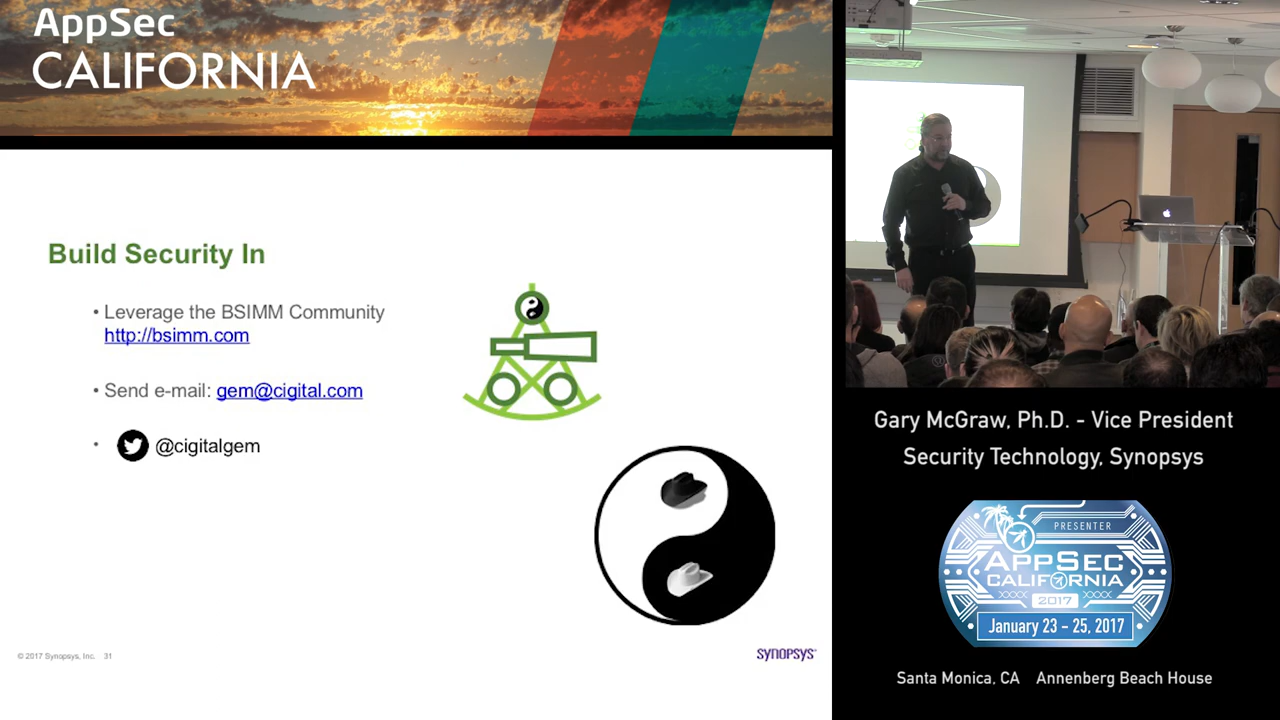 AppSec
CALIFORNIA
Build Security In
• Leverage the BSIMM Community
http://bsimm.com
• Send e-mail: gem@cigital.com
• @cigitalgem
© 2017 Synopsys, Inc. 31
SYNOPSYS
Gary McGraw, Ph.D. - Vice President
Security Technology, Synopsys
PRESENTER
APPSEC
CALIFORNIA
2017
January 23 - 25, 2017
Santa Monica, CA Annenberg Beach House